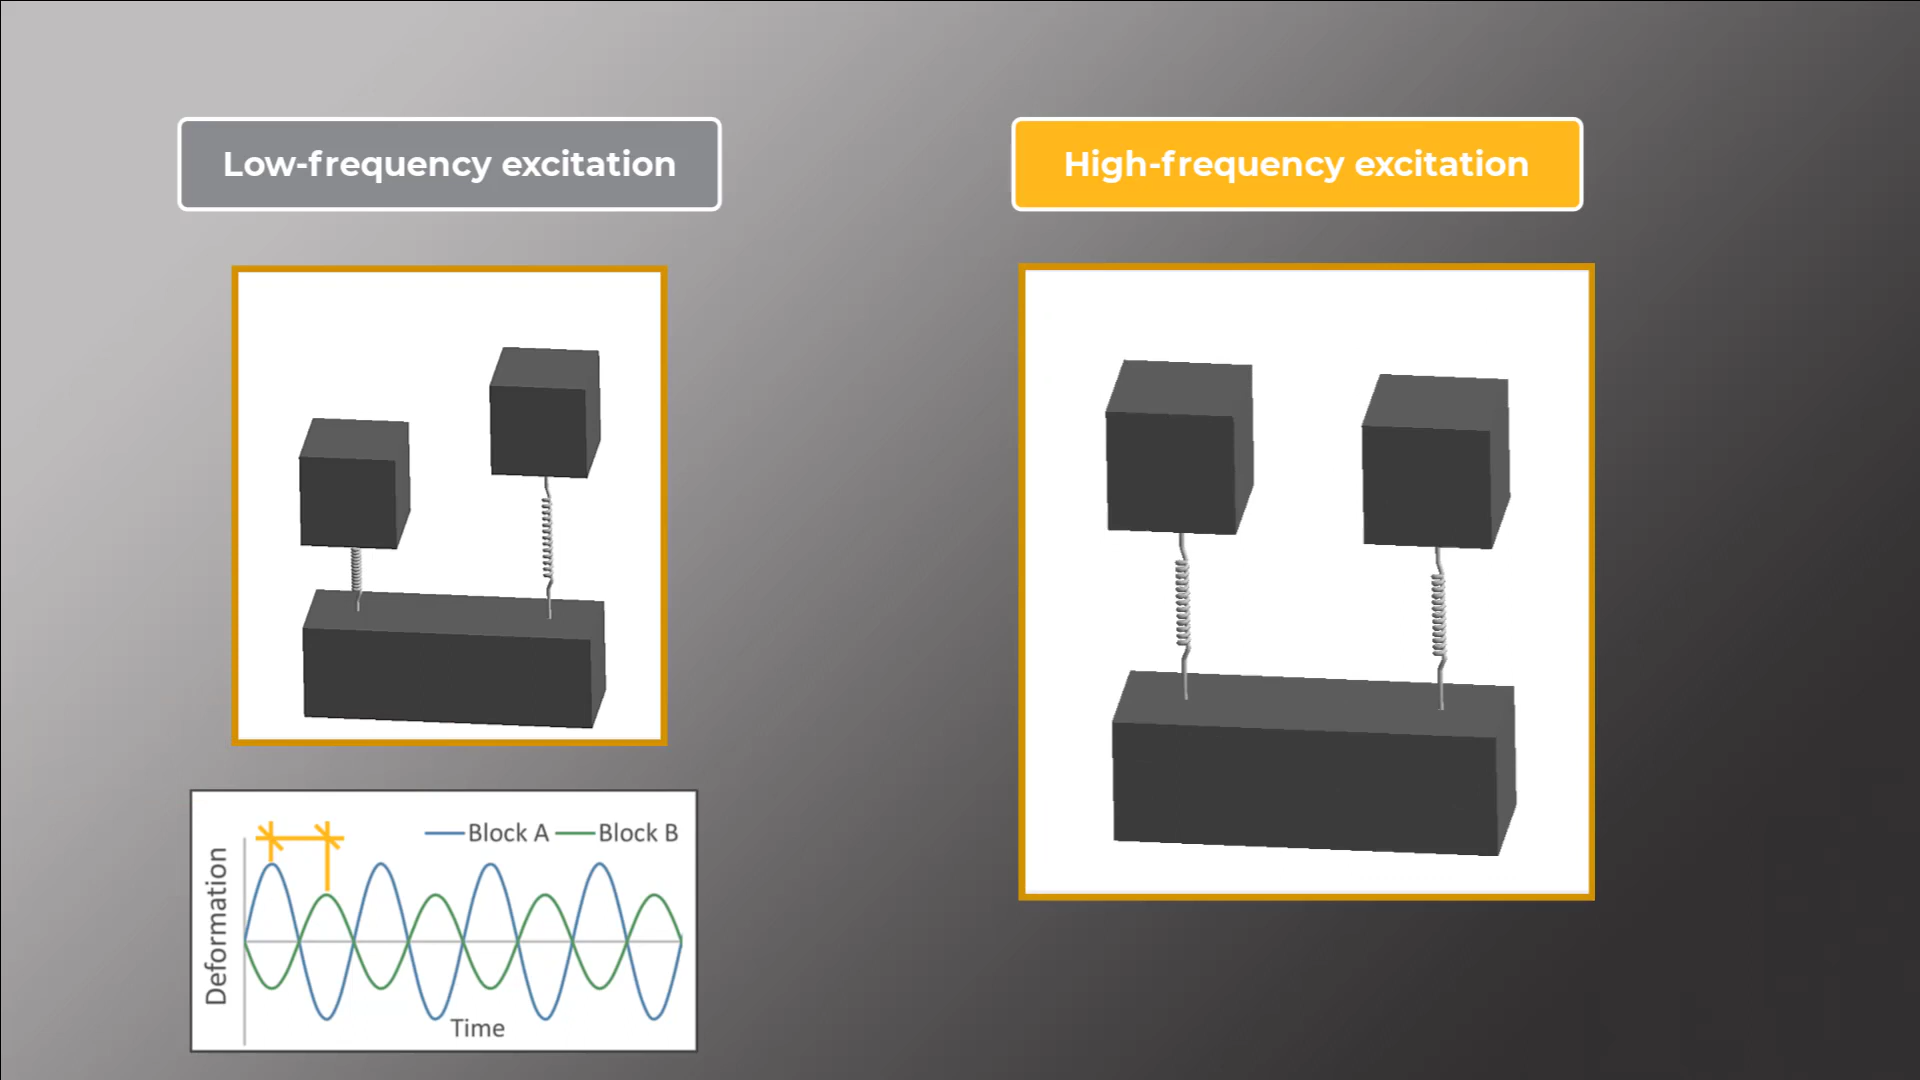 Low-frequency excitation
High-frequency excitation
Block A
Block B
Deformation
Time